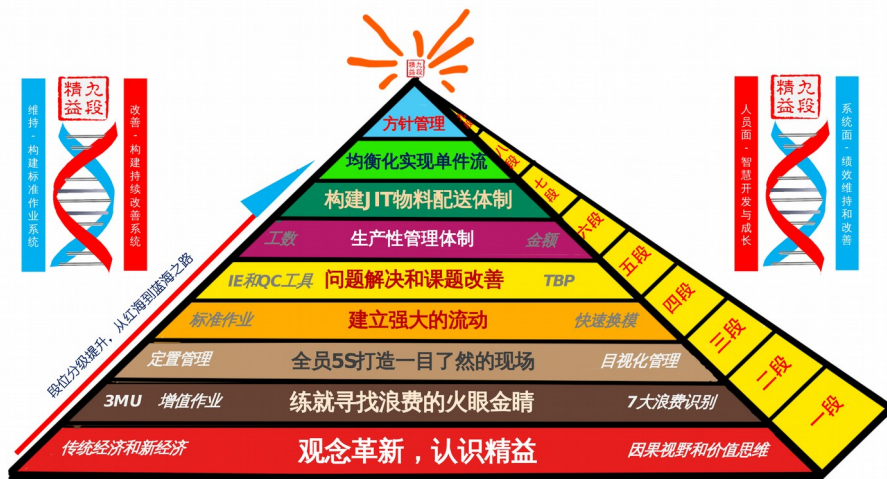 精九
益段
精九
益段
精九
益段
维持-构建标准作业系统
改善-构建持续改善系统
人员面-智慧开发与成长
系统面-绩效维持和改善
段位分级提升，从红海到蓝海之路
方针管理
均衡化实现单件流
八段
构建JIT物料配送体制
七段
工数 生产性管理体制 金额
六段
IE和QC工具 问题解决和课题改善 TBP
五段
标准作业 建立强大的流动 快速换模
四段
定置管理 全员5S打造一目了然的现场 目视化管理
三段
3MU 增值作业 练就寻找浪费的火眼金睛 7大浪费识别
二段
传统经济和新经济 观念革新，认识精益 因果视野和价值思维
一段